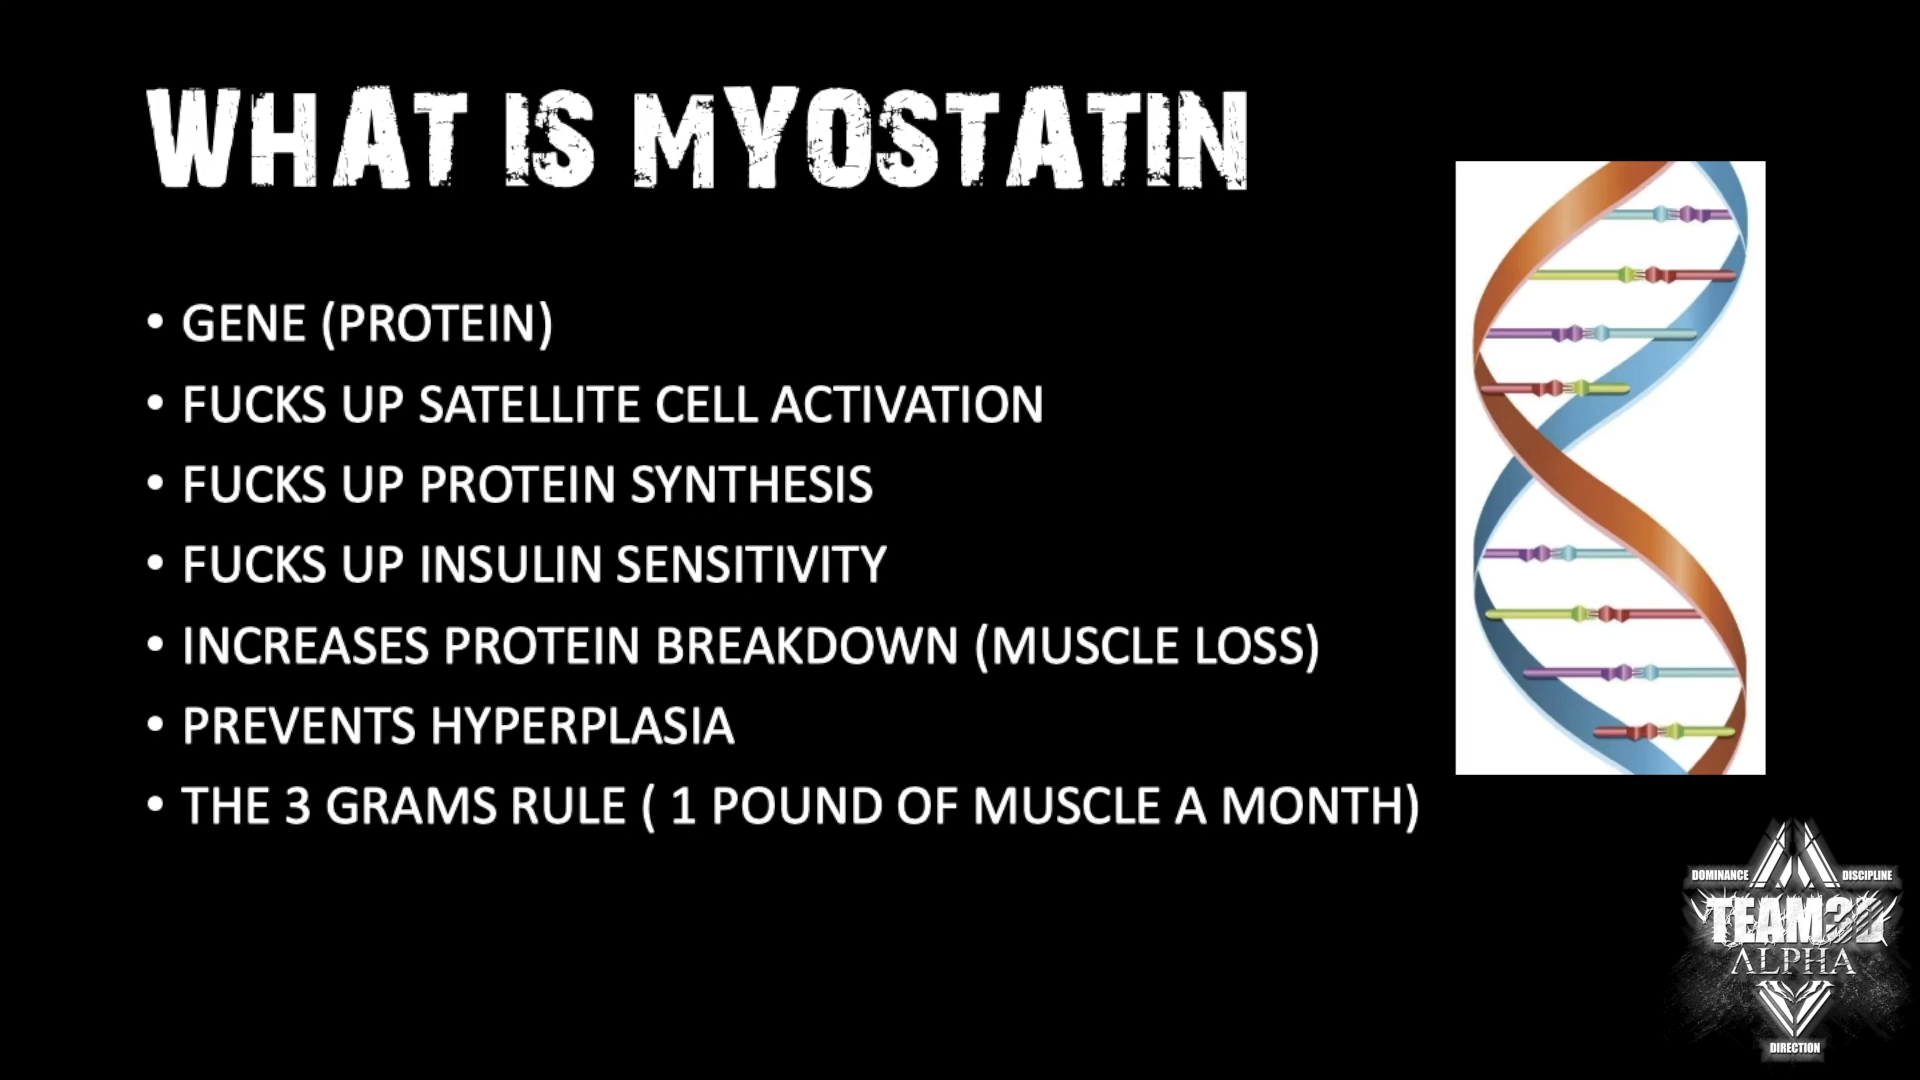 WHAT IS MYOSTATIN
• GENE (PROTEIN)
• FUCKS UP SATELLITE CELL ACTIVATION
• FUCKS UP PROTEIN SYNTHESIS
• FUCKS UP INSULIN SENSITIVITY
• INCREASES PROTEIN BREAKDOWN (MUSCLE LOSS)
• PREVENTS HYPERPLASIA
• THE 3 GRAMS RULE ( 1 POUND OF MUSCLE A MONTH)
DOMINANCE DISCIPLINE
TEAM3D
ALPHA
DIRECTION